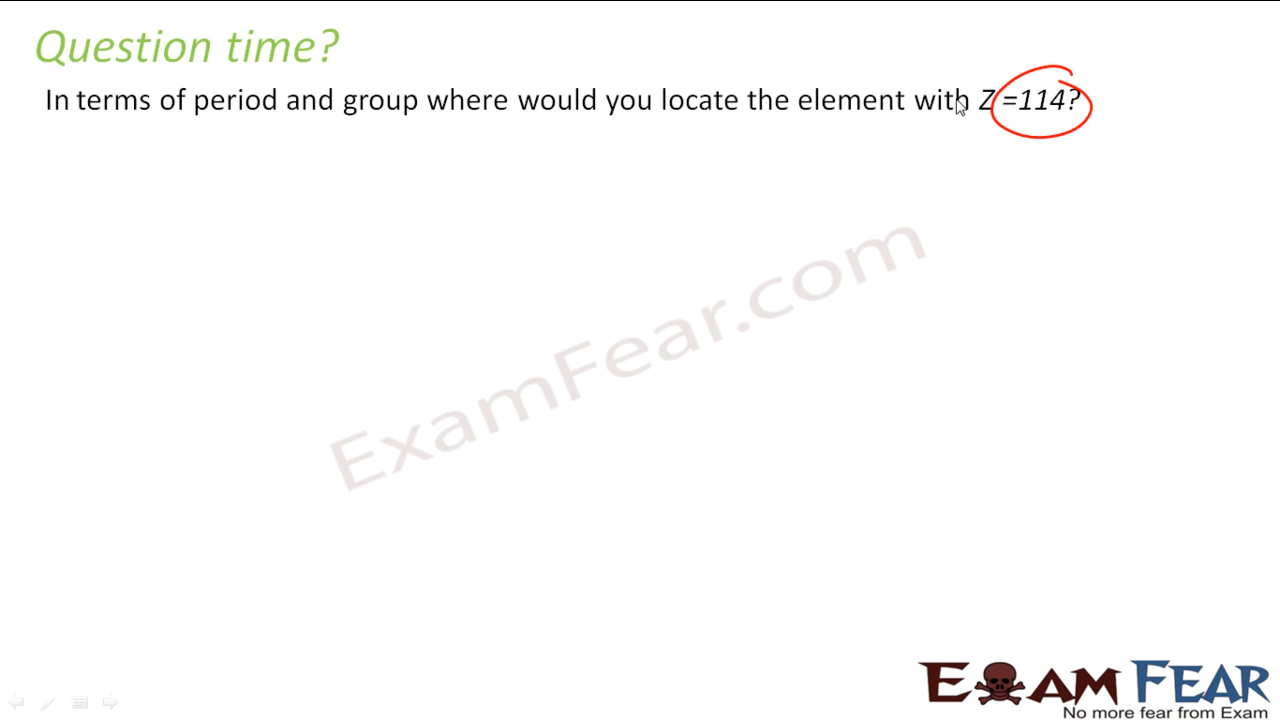 Question time?
In terms of period and group where would you locate the element with Z =114?
ExamFear.com
EXAM FEAR
No more fear from Exam